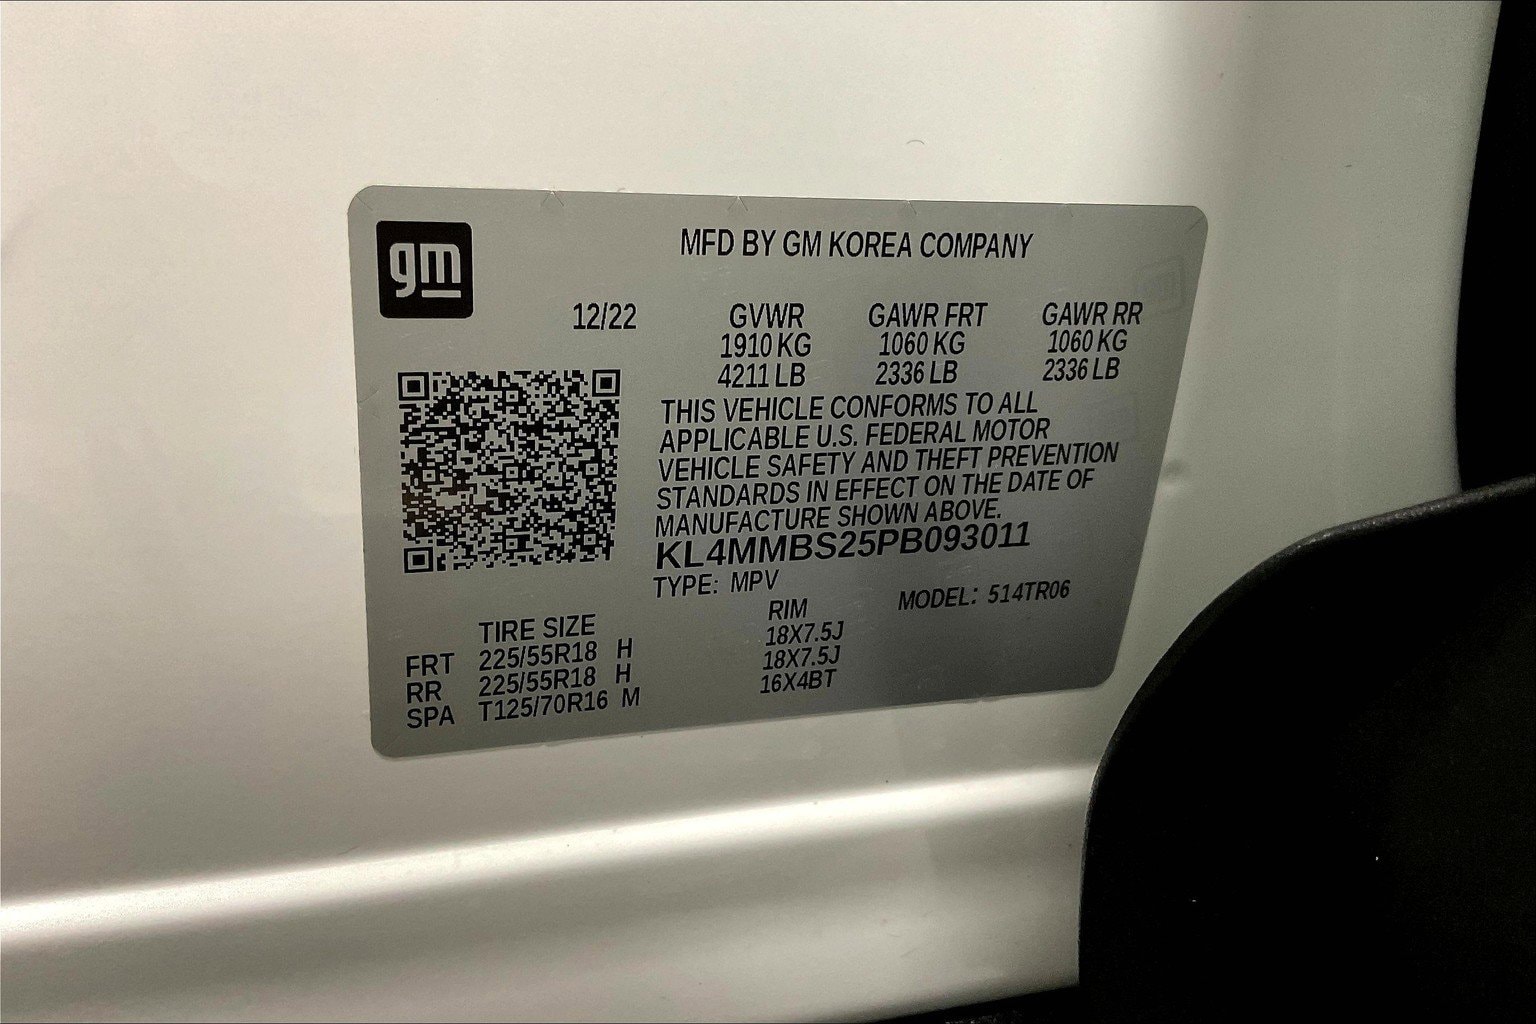 gm
MFD BY GM KOREA COMPANY
12/22 GVWR GAWR FRT GAWR RR
1910 KG 1060 KG 1060 KG
4211 LB 2336 LB 2336 LB
THIS VEHICLE CONFORMS TO ALL
APPLICABLE U.S. FEDERAL MOTOR
VEHICLE SAFETY AND THEFT PREVENTION
STANDARDS IN EFFECT ON THE DATE OF
MANUFACTURE SHOWN ABOVE.
KL4MMBS25PB093011
TYPE: MPV MODEL: 514TR06
TIRE SIZE RIM
FRT 225/55R18 H 18X7.5J
RR 225/55R18 H 18X7.5J
SPA T125/70R16 M 16X4BT